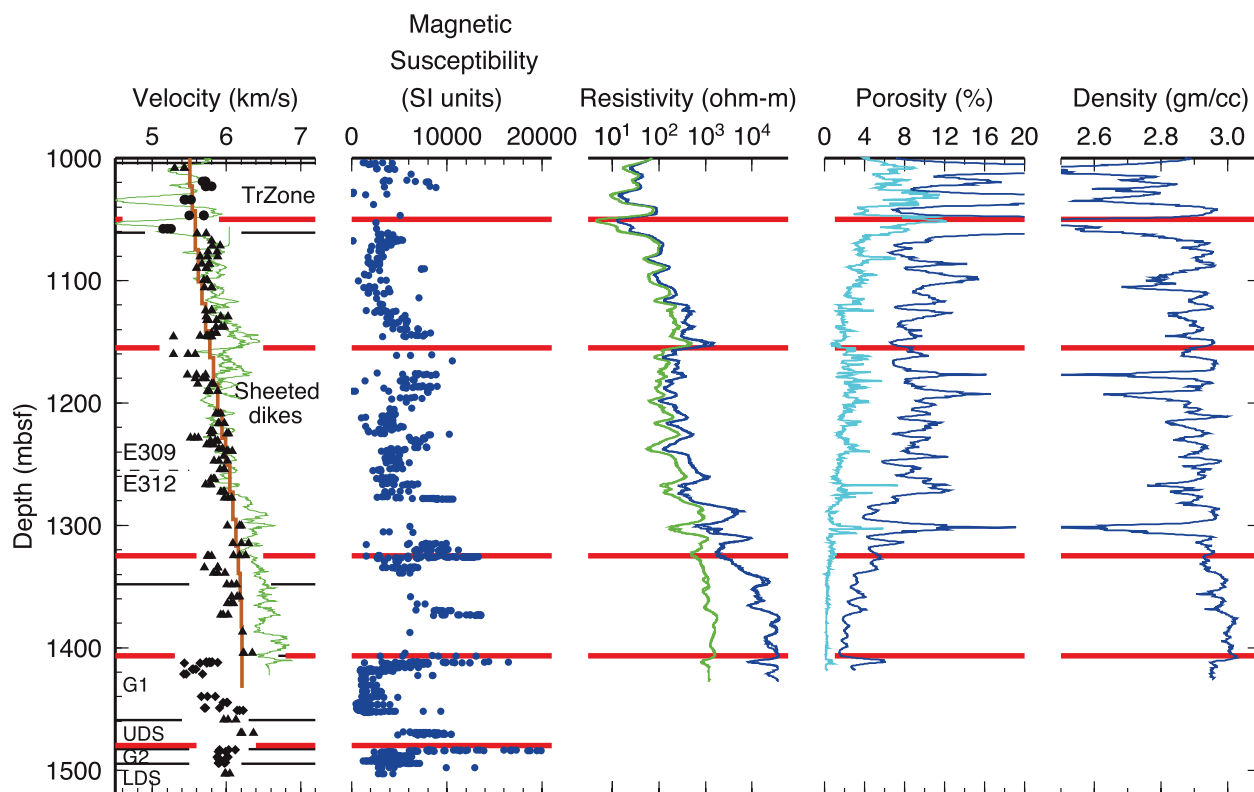 Magnetic
Susceptibility
Velocity (km/s) (SI units) Resistivity (ohm-m) Porosity (%) Density (gm/cc)
5 6 7 0 10000 20000 10¹ 10² 10³ 10⁴ 0 4 8 12 16 20 2.6 2.8 3.0
1000
TrZone
1100
1200
Sheeted
dikes
E309
E312
1300
1400
G1
UDS
G2
LDS
1500
Depth (mbsf)